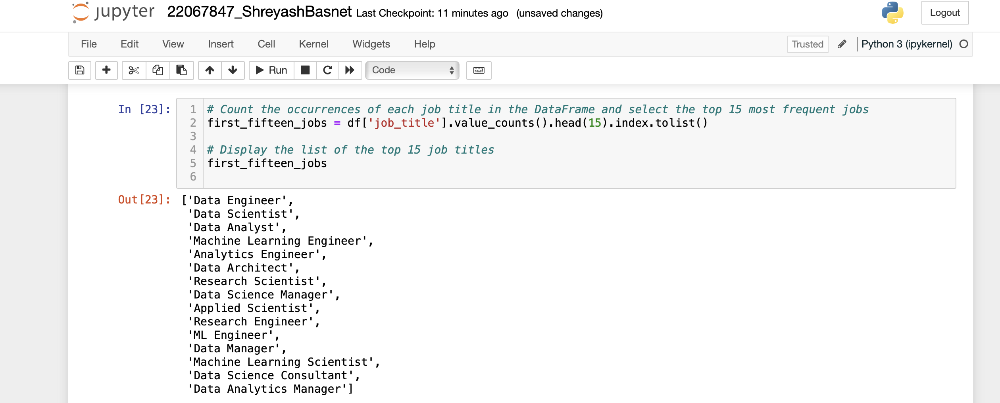 jupyter 22067847_ShreyashBasnet Last Checkpoint: 11 minutes ago (unsaved changes) Logout
File Edit View Insert Cell Kernel Widgets Help Trusted Python 3 (ipykernel)
Run Code
In [23]:
1 # Count the occurrences of each job title in the DataFrame and select the top 15 most frequent jobs
2 first_fifteen_jobs = df['job_title'].value_counts().head(15).index.tolist()
3
4 # Display the list of the top 15 job titles
5 first_fifteen_jobs
6
Out[23]: ['Data Engineer',
'Data Scientist',
'Data Analyst',
'Machine Learning Engineer',
'Analytics Engineer',
'Data Architect',
'Research Scientist',
'Data Science Manager',
'Applied Scientist',
'Research Engineer',
'ML Engineer',
'Data Manager',
'Machine Learning Scientist',
'Data Science Consultant',
'Data Analytics Manager']